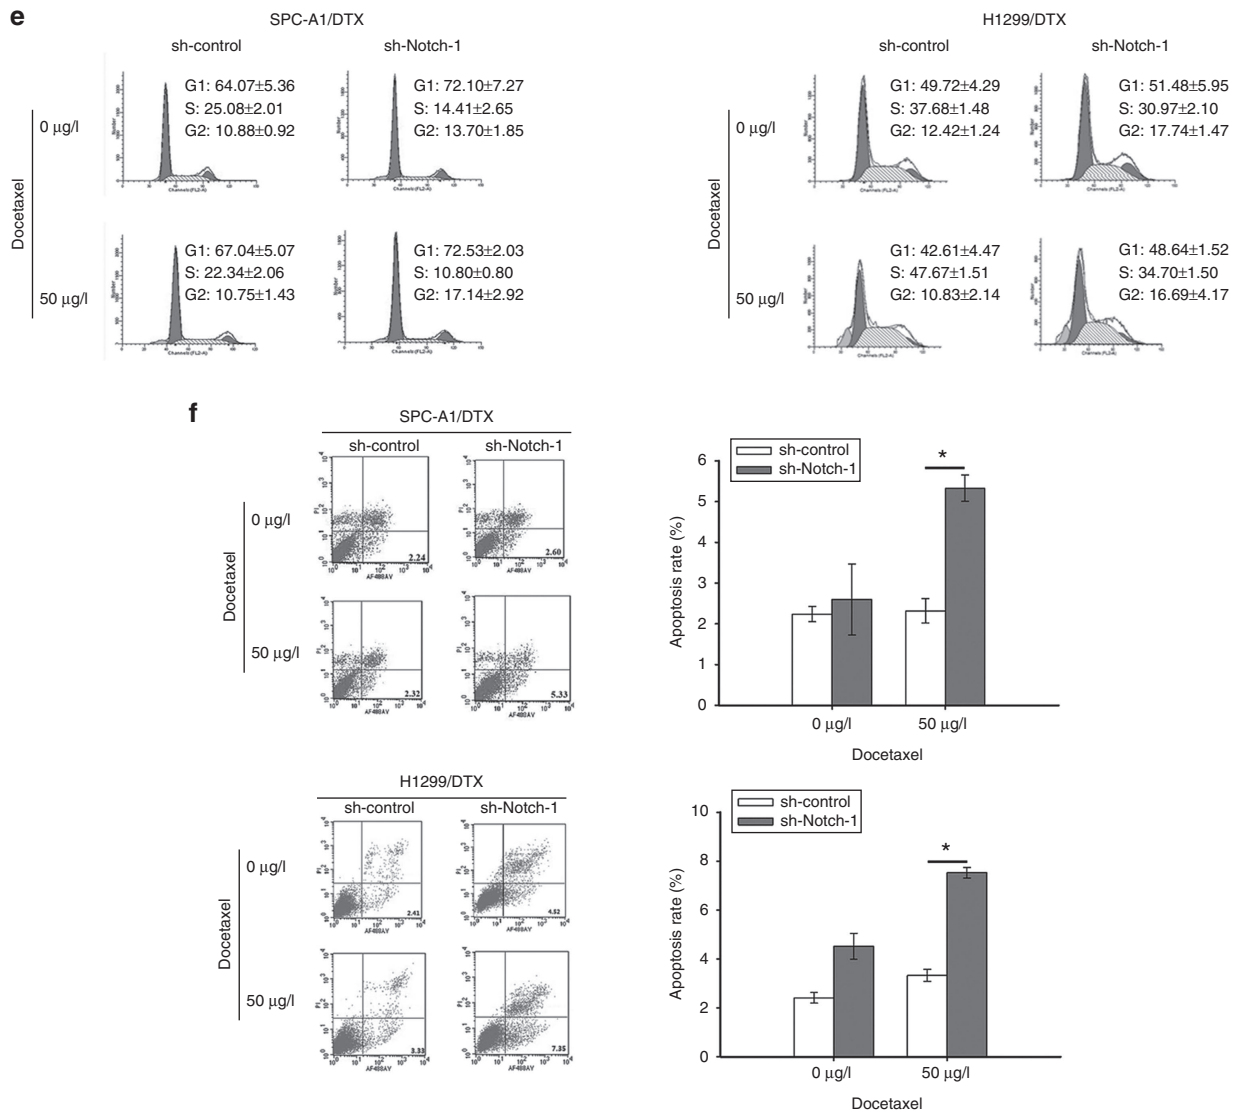 e
SPC-A1/DTX
H1299/DTX
sh-control
sh-Notch-1
sh-control
sh-Notch-1
Docetaxel
0 µg/l
G1: 64.07±5.36
S: 25.08±2.01
G2: 10.88±0.92
G1: 72.10±7.27
S: 14.41±2.65
G2: 13.70±1.85
Docetaxel
0 µg/l
G1: 49.72±4.29
S: 37.68±1.48
G2: 12.42±1.24
G1: 51.48±5.95
S: 30.97±2.10
G2: 17.74±1.47
50 µg/l
G1: 67.04±5.07
S: 22.34±2.06
G2: 10.75±1.43
G1: 72.53±2.03
S: 10.80±0.80
G2: 17.14±2.92
50 µg/l
G1: 42.61±4.47
S: 47.67±1.51
G2: 10.83±2.14
G1: 48.64±1.52
S: 34.70±1.50
G2: 16.69±4.17
f
SPC-A1/DTX
sh-control
sh-Notch-1
Docetaxel
0 µg/l
2.24
2.60
AF488AV
AF488AV
50 µg/l
2.32
5.33
AF488AV
AF488AV
sh-control
sh-Notch-1
*
Apoptosis rate (%)
6
5
4
3
2
1
0
0 µg/l
50 µg/l
Docetaxel
H1299/DTX
sh-control
sh-Notch-1
Docetaxel
0 µg/l
2.41
4.52
AF488AV
AF488AV
50 µg/l
3.33
7.35
AF488AV
AF488AV
sh-control
sh-Notch-1
*
Apoptosis rate (%)
10
8
6
4
2
0
0 µg/l
50 µg/l
Docetaxel